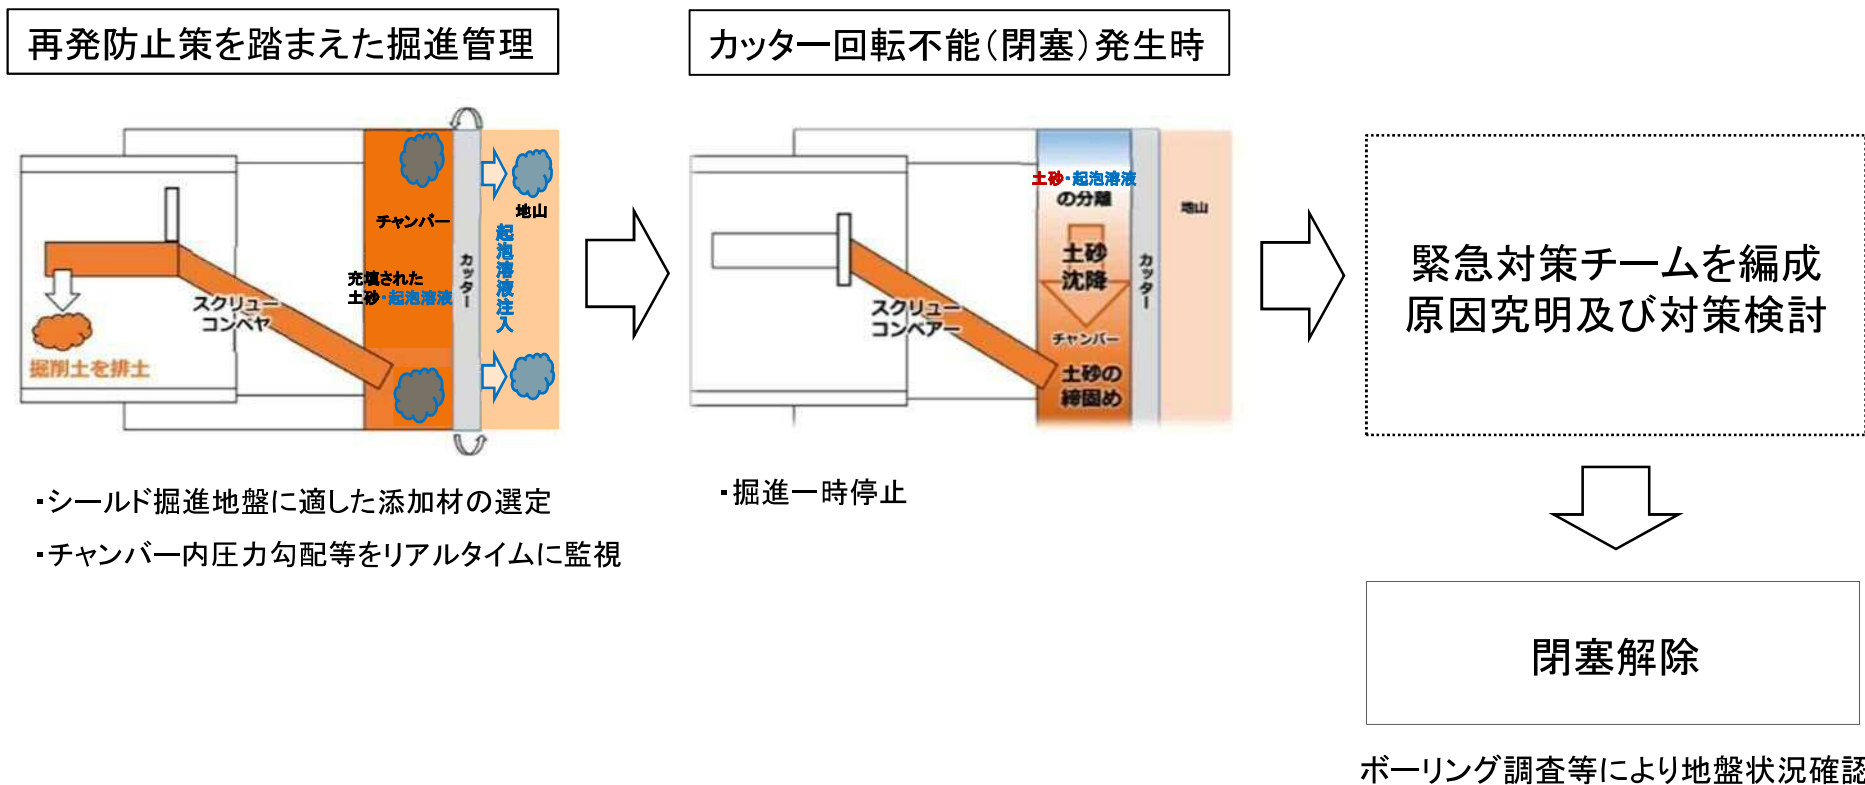 再発防止策を踏まえた掘進管理
カッター回転不能(閉塞)発生時
チャンバー
地山
起泡溶液注入
カッター
充填された
土砂・起泡溶液
スクリュー
コンベヤ
掘削土を排土
・シールド掘進地盤に適した添加材の選定
・チャンバー内圧力勾配等をリアルタイムに監視
土砂・起泡溶液
の分離
地山
土砂
沈降
カッター
スクリュー
コンベアー
チャンバー
土砂の
締固め
・掘進一時停止
緊急対策チームを編成
原因究明及び対策検討
閉塞解除
ボーリング調査等により地盤状況確認